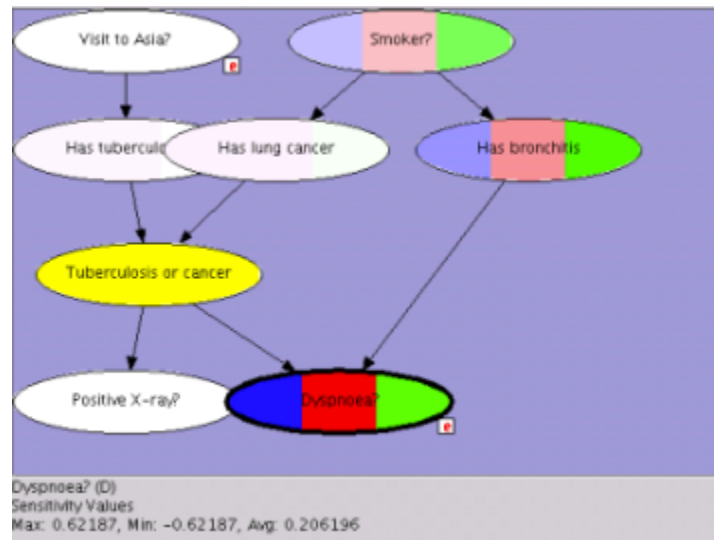 Visit to Asia?
Smoker?
e
Has tuberculo
Has lung cancer
Has bronchitis
Tuberculosis or cancer
Positive X-ray?
Dyspnoea?
e
Dyspnoea? (D)
Sensitivity Values
Max: 0.62187, Min: -0.62187, Avg: 0.206196